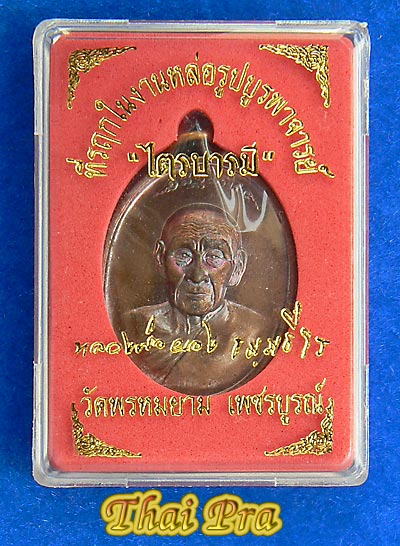 ที่ระฤกในงานหล่อรูปบูรพาจารย์
"ไตรบารมี"
วัดพรหมยาม เพชรบูรณ์
Thai Pra